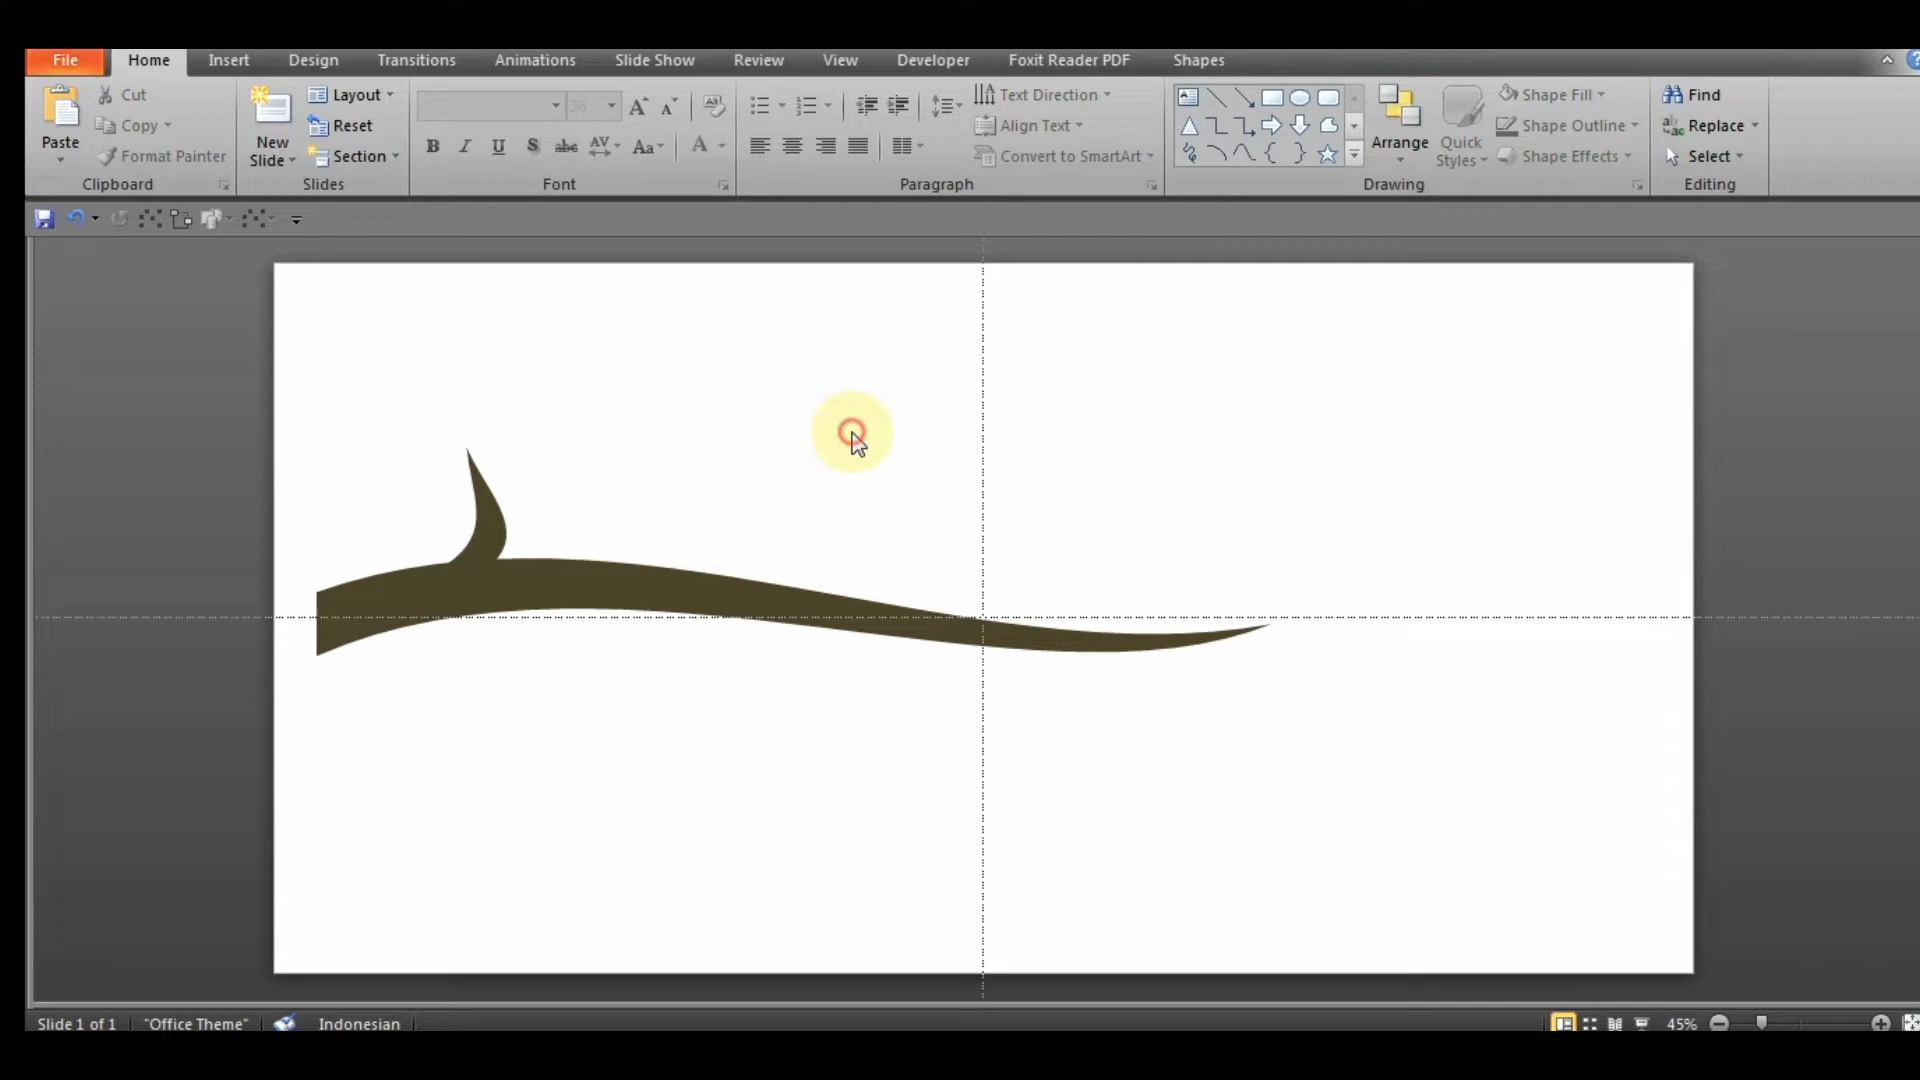 File Home Insert Design Transitions Animations Slide Show Review View Developer Foxit Reader PDF Shapes
Paste
Cut
Copy
Format Painter
Clipboard
New
Slide
Layout
Reset
Section
Slides
B I U S abc AV Aa A
Font
Text Direction
Align Text
Convert to SmartArt
Paragraph
Arrange
Quick
Styles
Shape Fill
Shape Outline
Shape Effects
Drawing
Find
Replace
Select
Editing
Slide 1 of 1 "Office Theme" Indonesian 45%